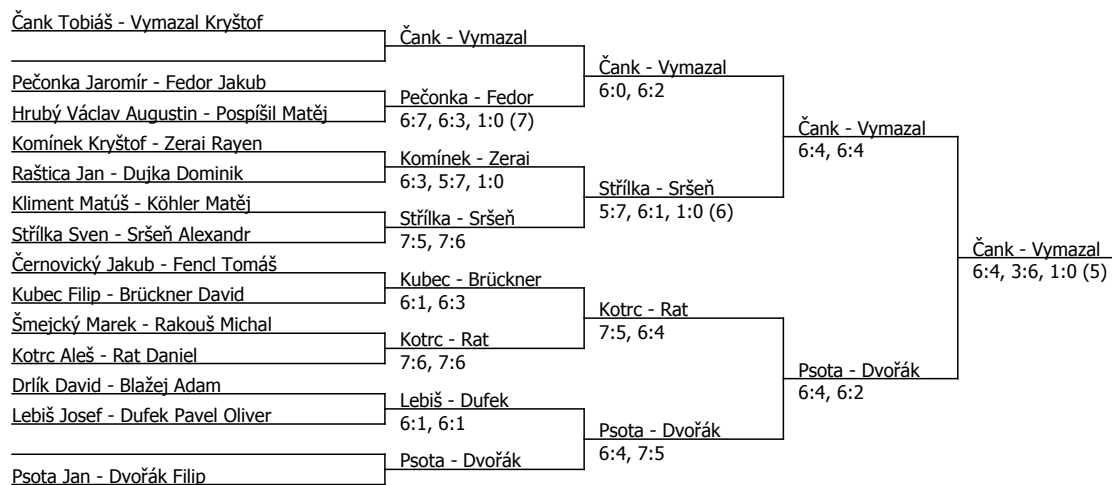 Čank Tobiáš - Vymazal Kryštof
Čank - Vymazal
Čank - Vymazal
6:0, 6:2
Pečonka Jaromír - Fedor Jakub
Pečonka - Fedor
6:7, 6:3, 1:0 (7)
Hrubý Václav Augustin - Pospíšil Matěj
Čank - Vymazal
6:4, 6:4
Komínek Kryštof - Zerai Rayen
Komínek - Zerai
6:3, 5:7, 1:0
Raštica Jan - Dujka Dominik
Střílka - Sršeň
5:7, 6:1, 1:0 (6)
Kliment Matúš - Köhler Matěj
Střílka - Sršeň
7:5, 7:6
Střílka Sven - Sršeň Alexandr
Čank - Vymazal
6:4, 3:6, 1:0 (5)
Černovický Jakub - Fencl Tomáš
Kubec - Brückner
6:1, 6:3
Kubec Filip - Brückner David
Kotrc - Rat
7:5, 6:4
Šmejcký Marek - Rakouš Michal
Kotrc - Rat
7:6, 7:6
Kotrc Aleš - Rat Daniel
Psota - Dvořák
6:4, 6:2
Drlík David - Blažej Adam
Lebiš - Dufek
6:1, 6:1
Lebiš Josef - Dufek Pavel Oliver
Psota - Dvořák
6:4, 7:5
Psota - Dvořák
Psota Jan - Dvořák Filip